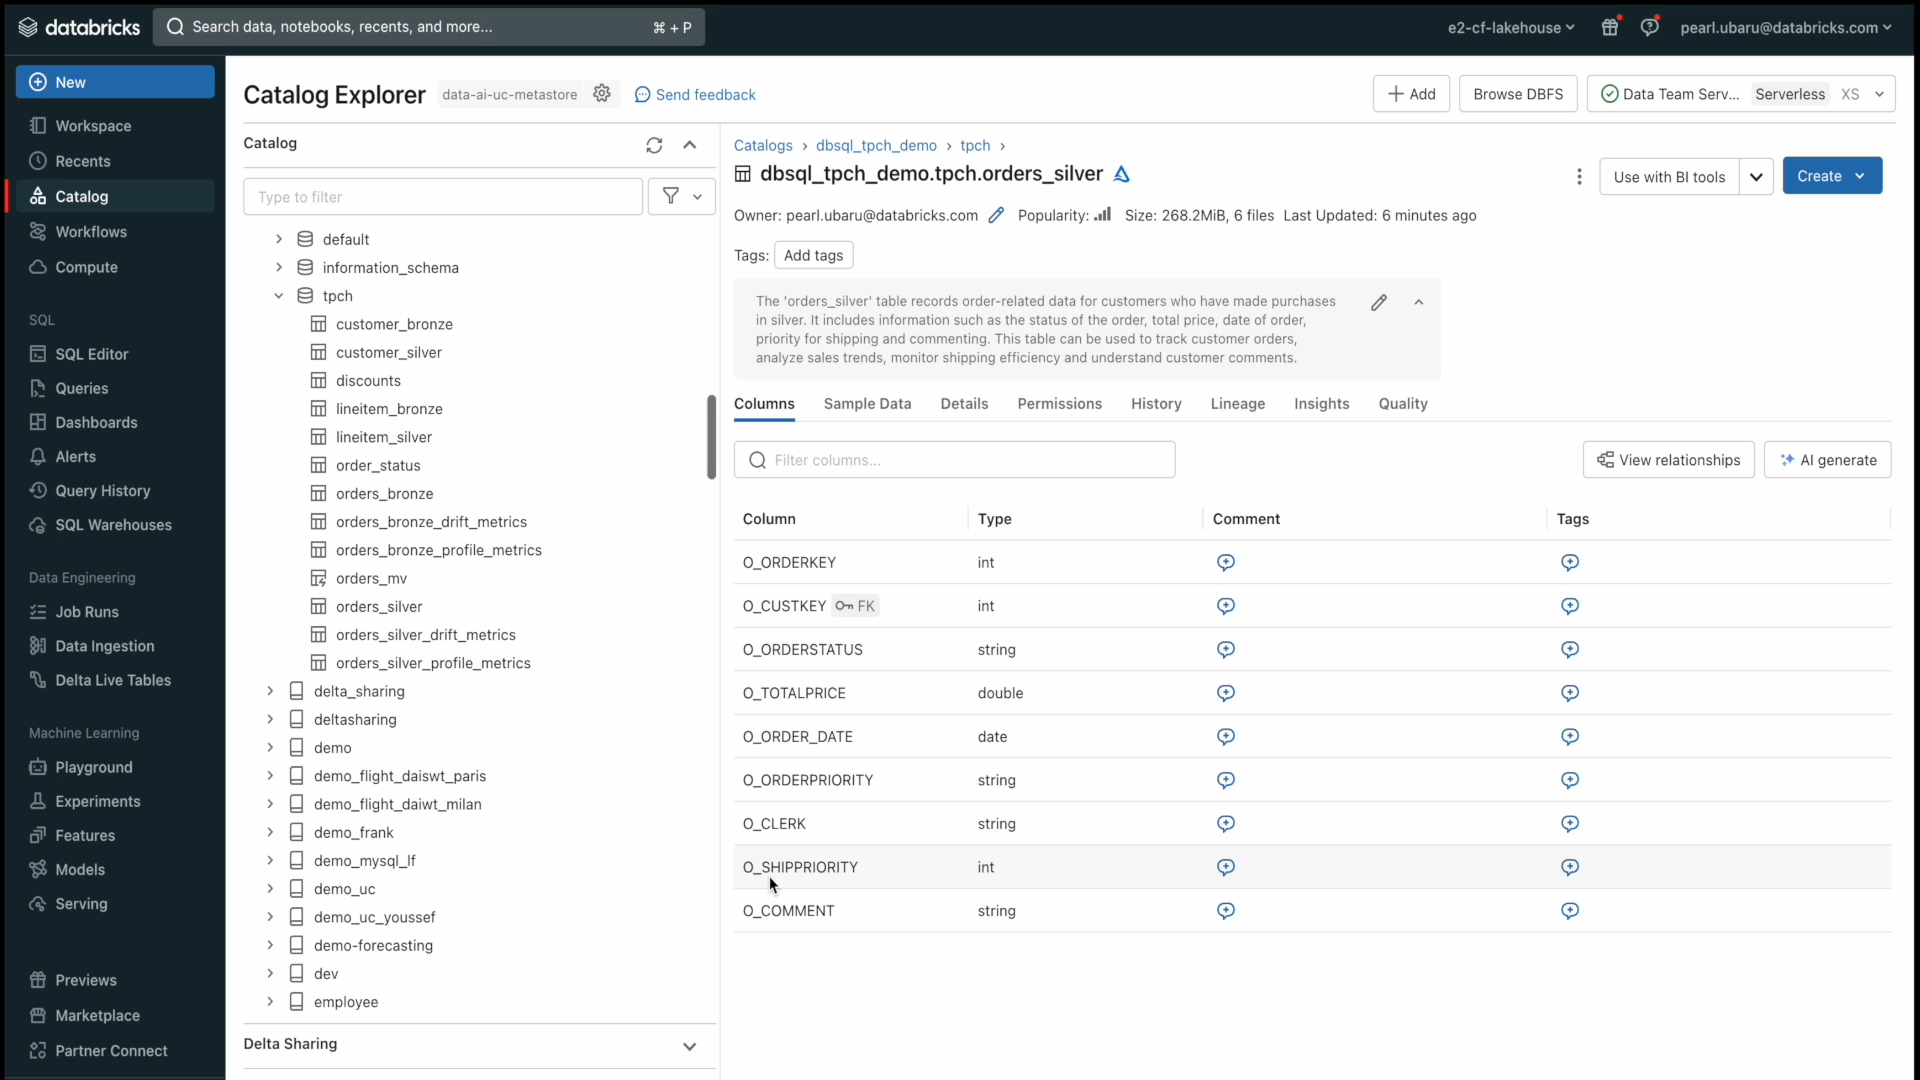 databricks
Search data, notebooks, recents, and more...
⌘ + P
e2-cf-lakehouse
pearl.ubaru@databricks.com
New
Workspace
Recents
Catalog
Workflows
Compute
SQL
SQL Editor
Queries
Dashboards
Alerts
Query History
SQL Warehouses
Data Engineering
Job Runs
Data Ingestion
Delta Live Tables
Machine Learning
Playground
Experiments
Features
Models
Serving
Previews
Marketplace
Partner Connect
Catalog Explorer
data-ai-uc-metastore
Send feedback
Add
Browse DBFS
Data Team Serv...
Serverless
XS
Catalog
Type to filter
default
information_schema
tpch
customer_bronze
customer_silver
discounts
lineitem_bronze
lineitem_silver
order_status
orders_bronze
orders_bronze_drift_metrics
orders_bronze_profile_metrics
orders_mv
orders_silver
orders_silver_drift_metrics
orders_silver_profile_metrics
delta_sharing
deltasharing
demo
demo_flight_daiswt_paris
demo_flight_daiwt_milan
demo_frank
demo_mysql_lf
demo_uc
demo_uc_youssef
demo-forecasting
dev
employee
Delta Sharing
Catalogs › dbsql_tpch_demo › tpch ›
dbsql_tpch_demo.tpch.orders_silver
Use with BI tools
Create
Owner: pearl.ubaru@databricks.com Popularity: Size: 268.2MiB, 6 files Last Updated: 6 minutes ago
Tags: Add tags
The 'orders_silver' table records order-related data for customers who have made purchases
in silver. It includes information such as the status of the order, total price, date of order,
priority for shipping and commenting. This table can be used to track customer orders,
analyze sales trends, monitor shipping efficiency and understand customer comments.
Columns Sample Data Details Permissions History Lineage Insights Quality
Filter columns...
View relationships
AI generate
Column Type Comment Tags
O_ORDERKEY int
O_CUSTKEY FK int
O_ORDERSTATUS string
O_TOTALPRICE double
O_ORDER_DATE date
O_ORDERPRIORITY string
O_CLERK string
O_SHIPPRIORITY int
O_COMMENT string